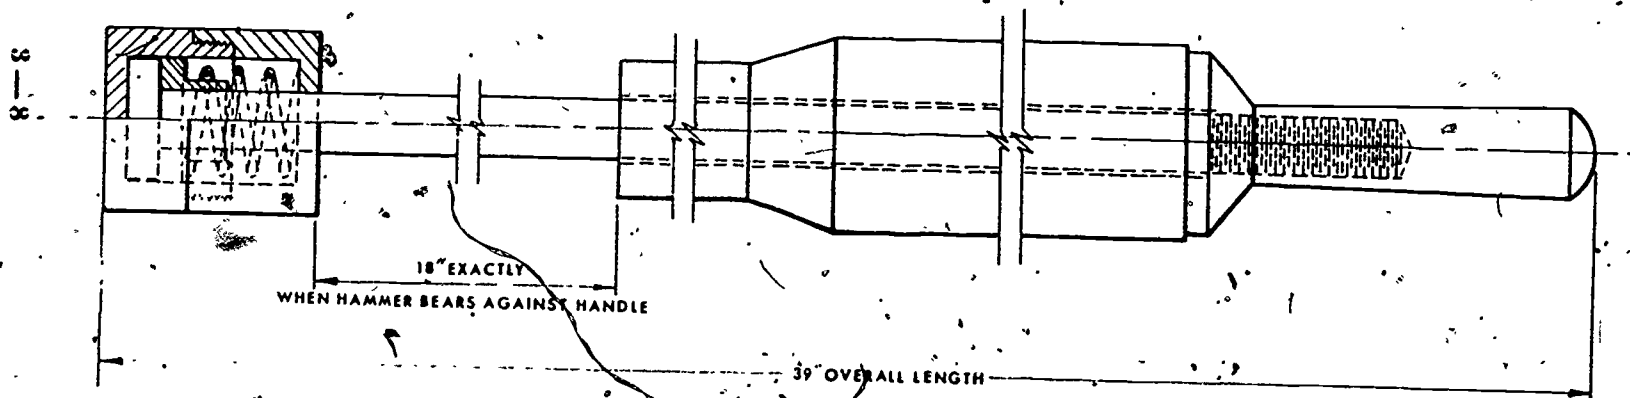 18" EXACTLY
WHEN HAMMER BEARS AGAINST HANDLE
39" OVERALL LENGTH